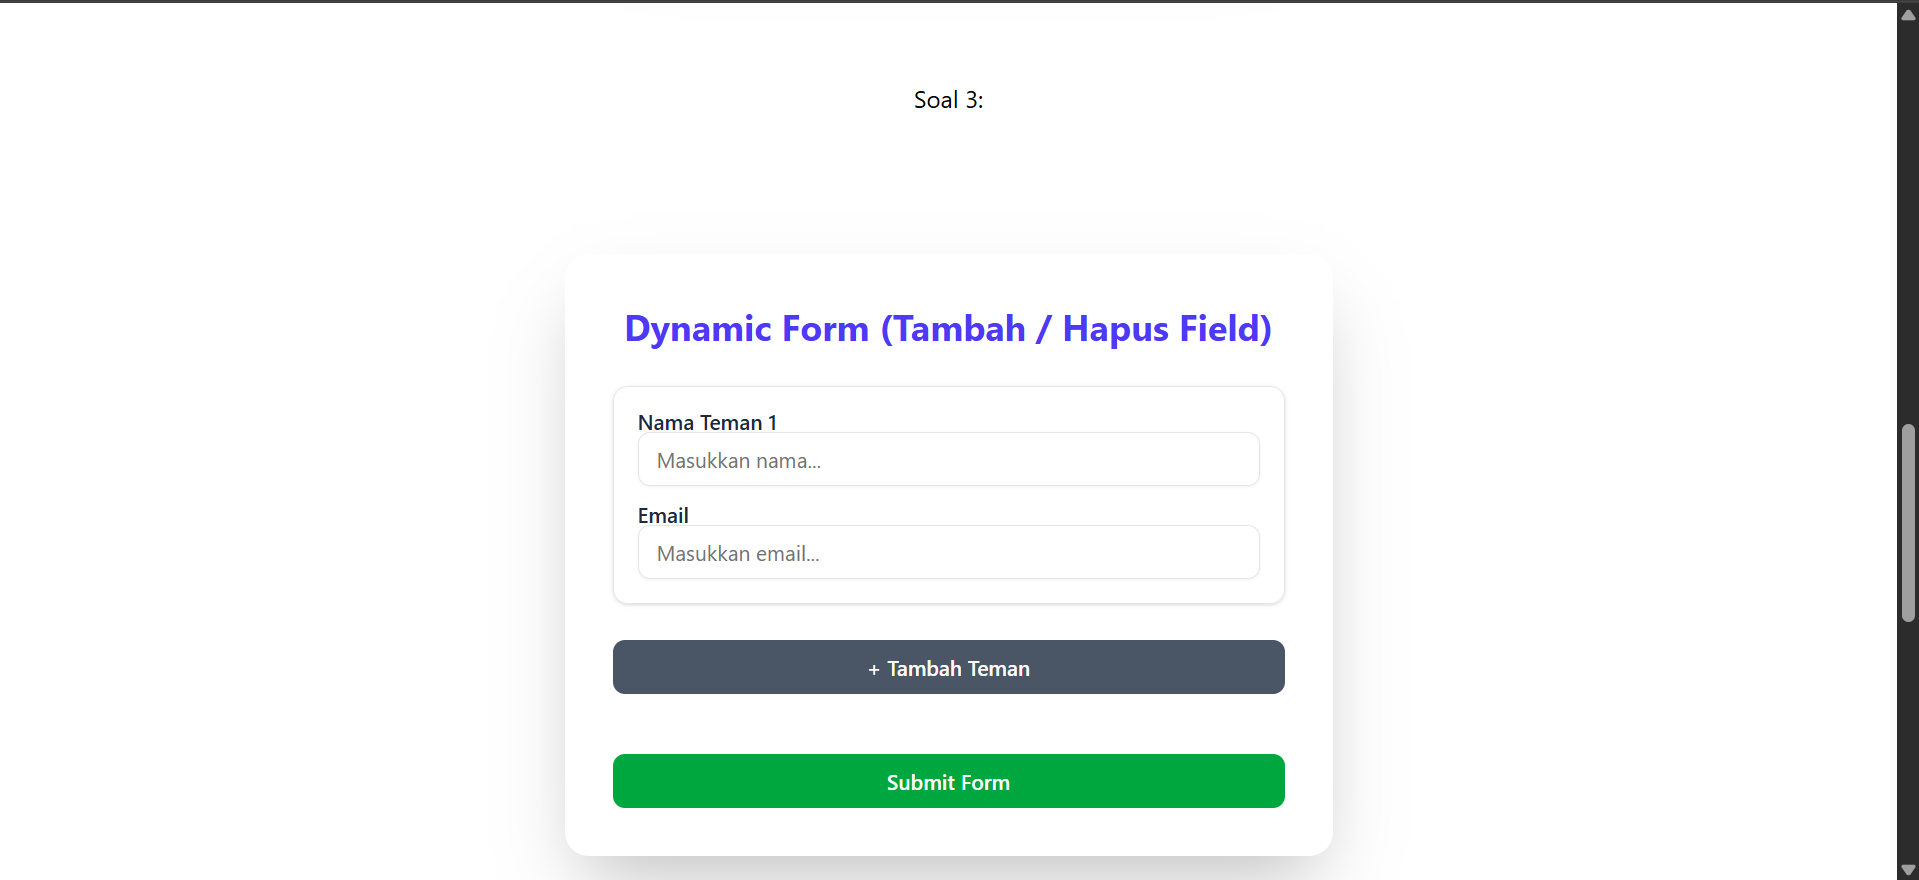 Soal 3:
Dynamic Form (Tambah / Hapus Field)
Nama Teman 1
Masukkan nama...
Email
Masukkan email...
+ Tambah Teman
Submit Form